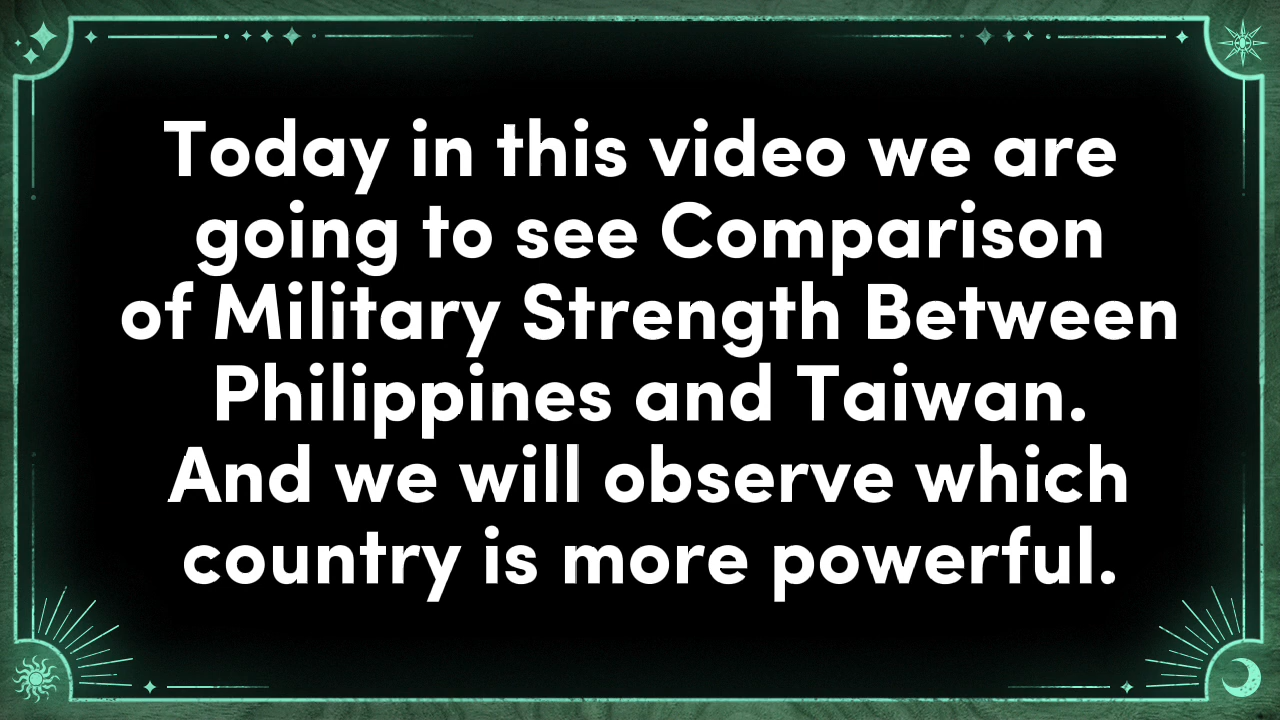 Today in this video we are
going to see Comparison
of Military Strength Between
Philippines and Taiwan.
And we will observe which
country is more powerful.